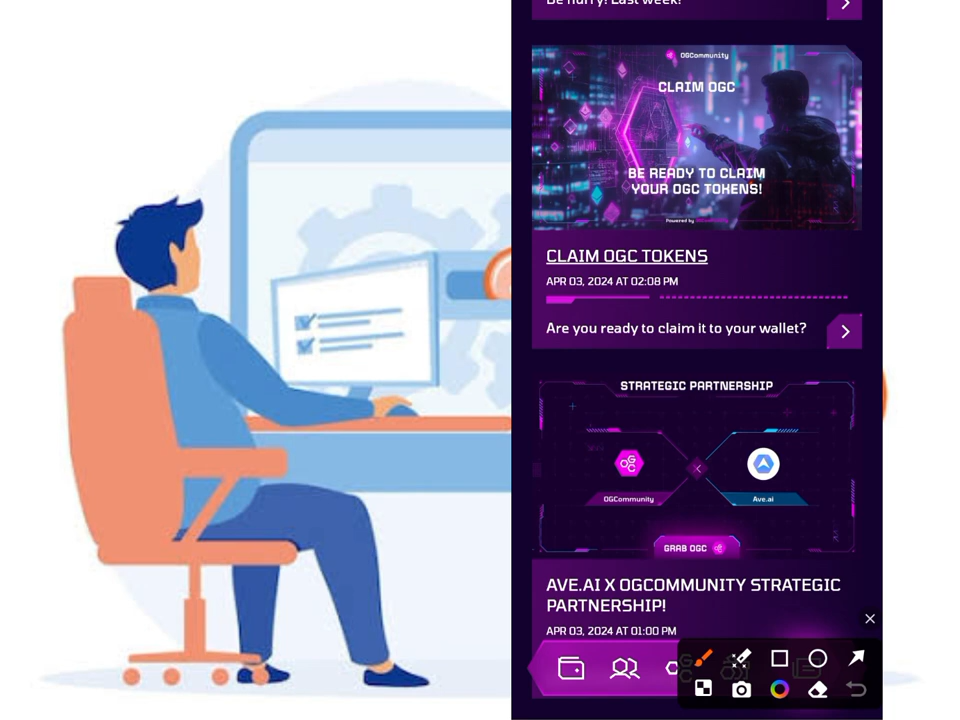 Be hurry! Last week!
OGCommunity
CLAIM OGC
BE READY TO CLAIM
YOUR OGC TOKENS!
Powered by OGCommunity
CLAIM OGC TOKENS
APR 03, 2024 AT 02:08 PM
Are you ready to claim it to your wallet?
STRATEGIC PARTNERSHIP
OGC
OGCommunity
Ave.ai
GRAB OGC
AVE.AI X OGCOMMUNITY STRATEGIC
PARTNERSHIP!
APR 03, 2024 AT 01:00 PM